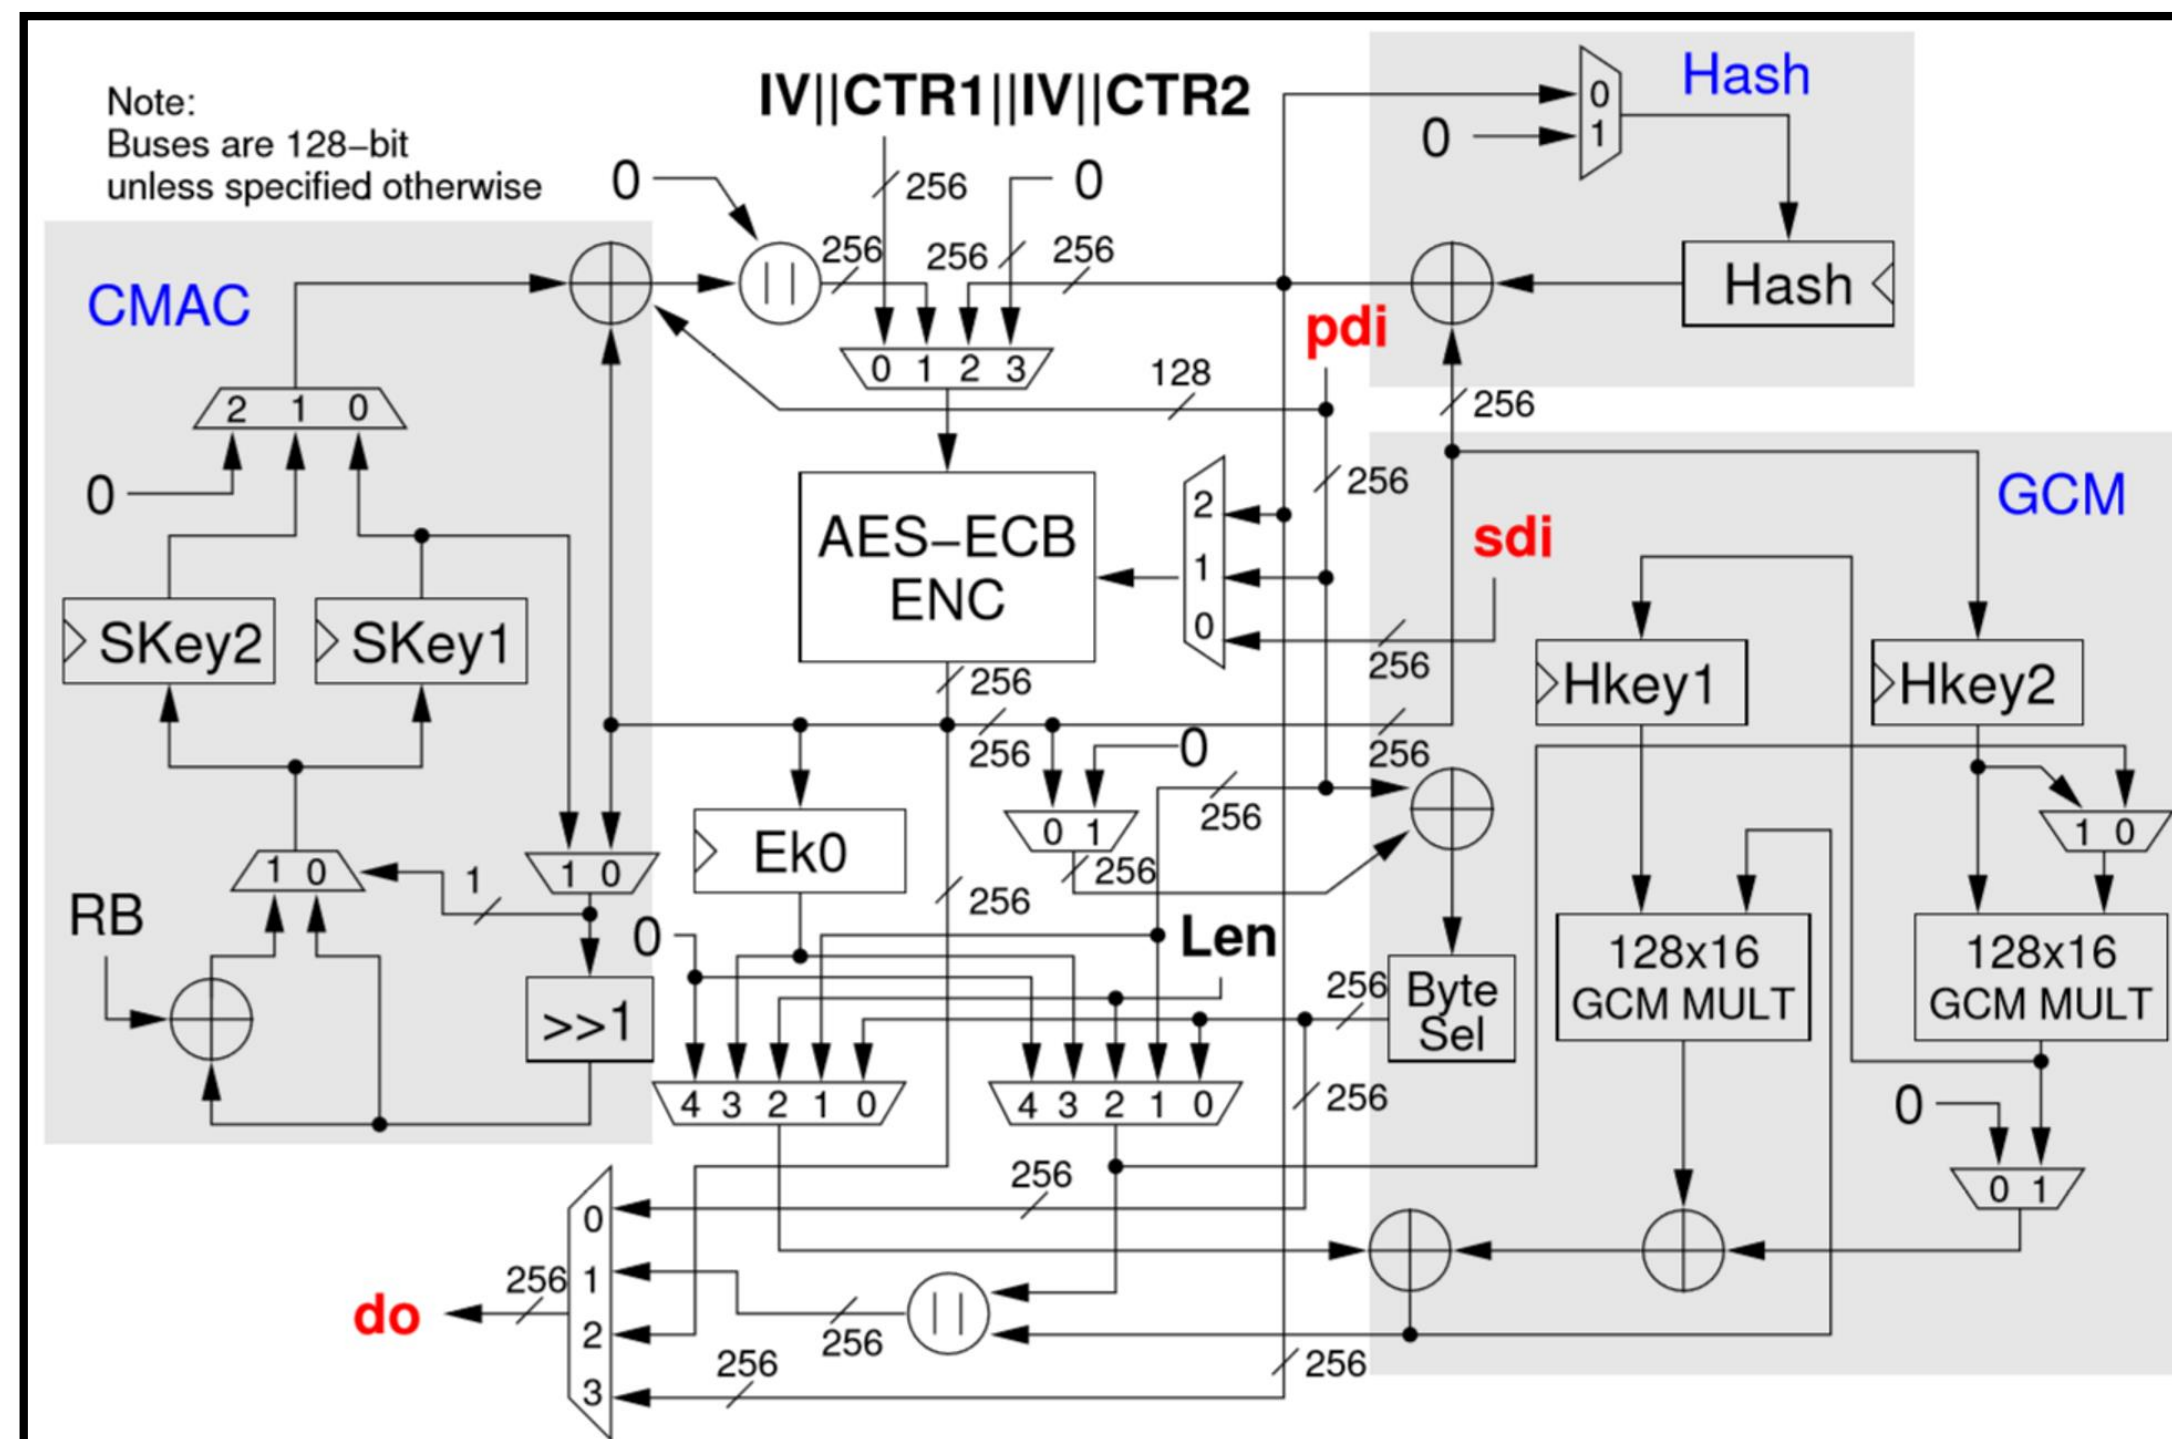 Note:
Buses are 128−bit
unless specified otherwise
IV||CTR1||IV||CTR2
Hash
0
1
0
0
256
0
256
256
256
||
CMAC
Hash
0 1 2 3
pdi
128
256
2 1 0
0
256
GCM
AES−ECB
ENC
2
1
0
sdi
256
SKey2
SKey1
Hkey1
Hkey2
256
256
256
0
256
0 1
1 0
Ek0
256
256
1 0
1
1 0
RB
0
Len
128x16
GCM MULT
128x16
GCM MULT
256
Byte
Sel
>>1
256
4 3 2 1 0
4 3 2 1 0
256
0
0 1
256
0
1
2
3
256
do
||
256
256
256